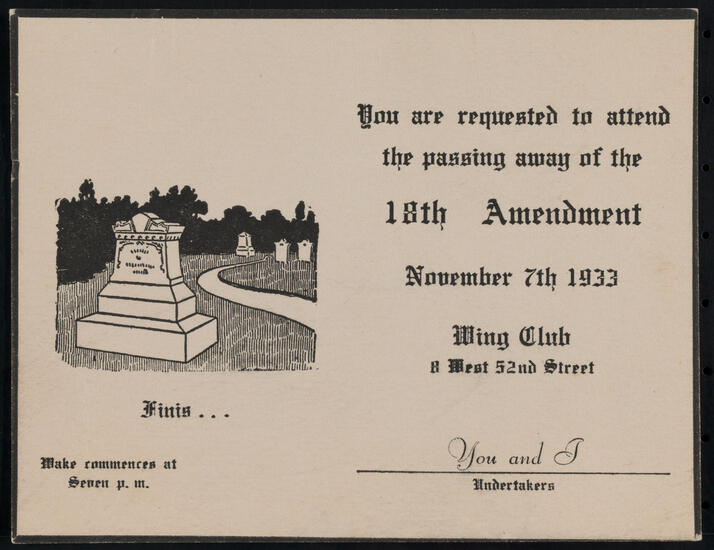 You are requested to attend
the passing away of the
18th Amendment
November 7th 1933
Wing Club
8 West 52nd Street
Finis...
Wake commences at
Seven p. m.
You and I
Undertakers